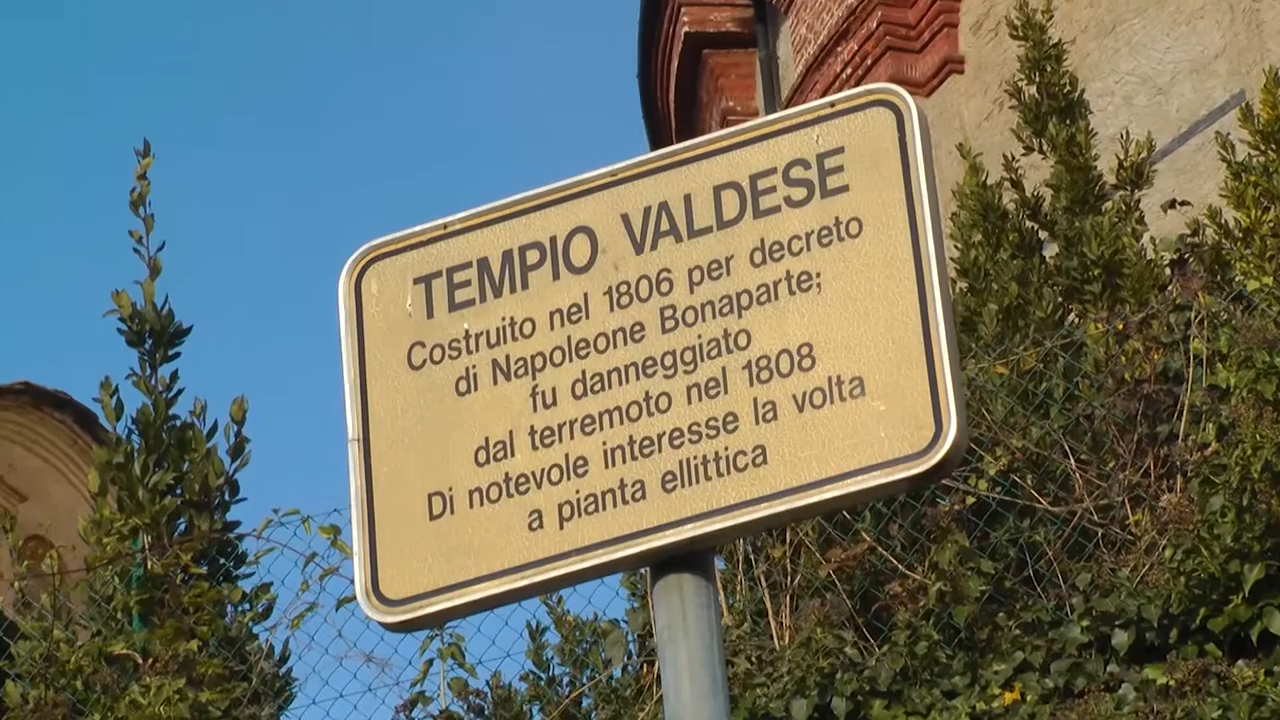 TEMPIO VALDESE
Costruito nel 1806 per decreto
di Napoleone Bonaparte;
fu danneggiato
dal terremoto nel 1808
Di notevole interesse la volta
a pianta ellittica